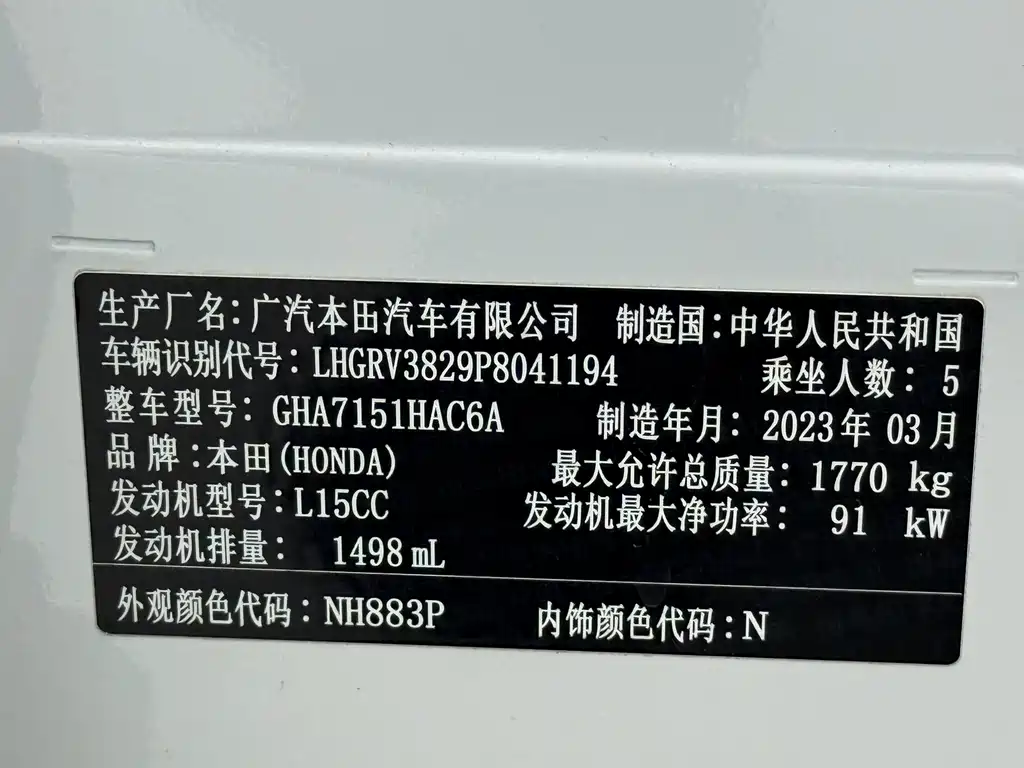 生产厂名：广汽本田汽车有限公司 制造国：中华人民共和国
车辆识别代号：LHGRV3829P8041194 乘坐人数：5
整车型号：GHA7151HAC6A 制造年月：2023年 03月
品 牌：本田(HONDA) 最大允许总质量：1770 kg
发动机型号：L15CC 发动机最大净功率： 91 kW
发动机排量： 1498 mL
外观颜色代码：NH883P 内饰颜色代码：N